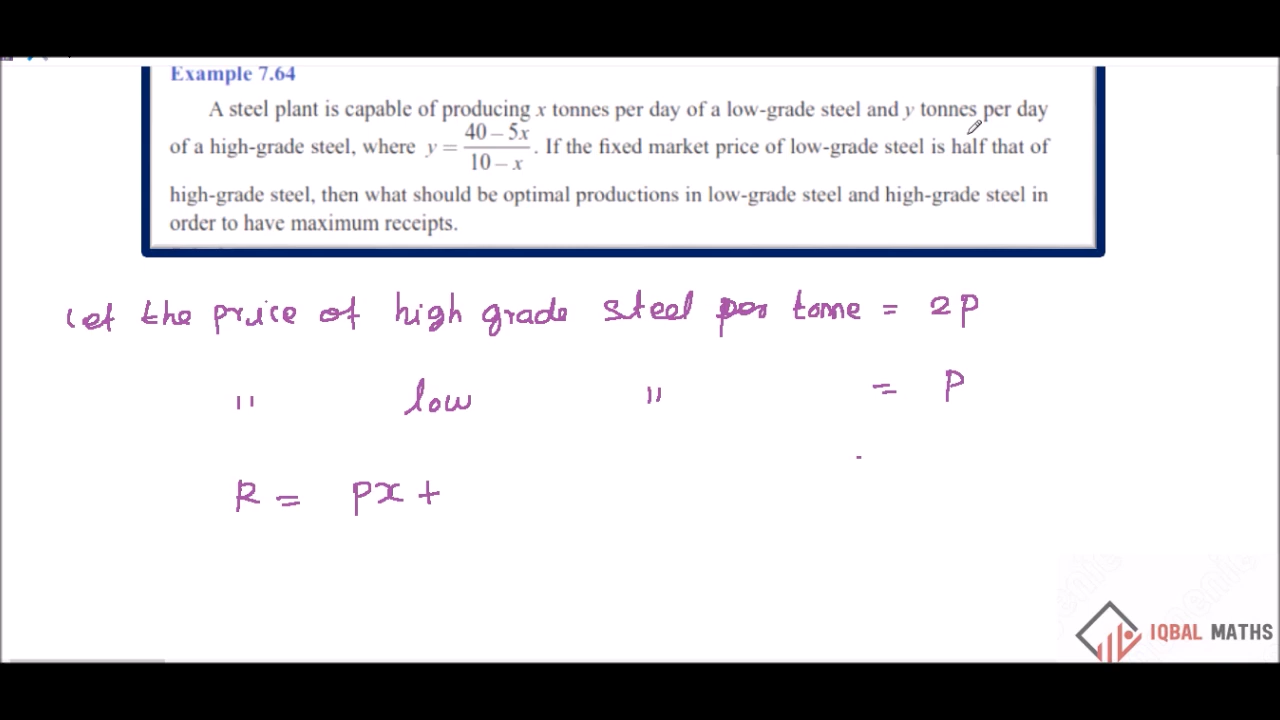 Example 7.64
A steel plant is capable of producing x tonnes per day of a low-grade steel and y tonnes per day
of a high-grade steel, where y = (40 − 5x)/(10 − x). If the fixed market price of low-grade steel is half that of
high-grade steel, then what should be optimal productions in low-grade steel and high-grade steel in
order to have maximum receipts.
let the price of high grade steel per tonne = 2P
" low " = P
R = Px +
IQBAL MATHS